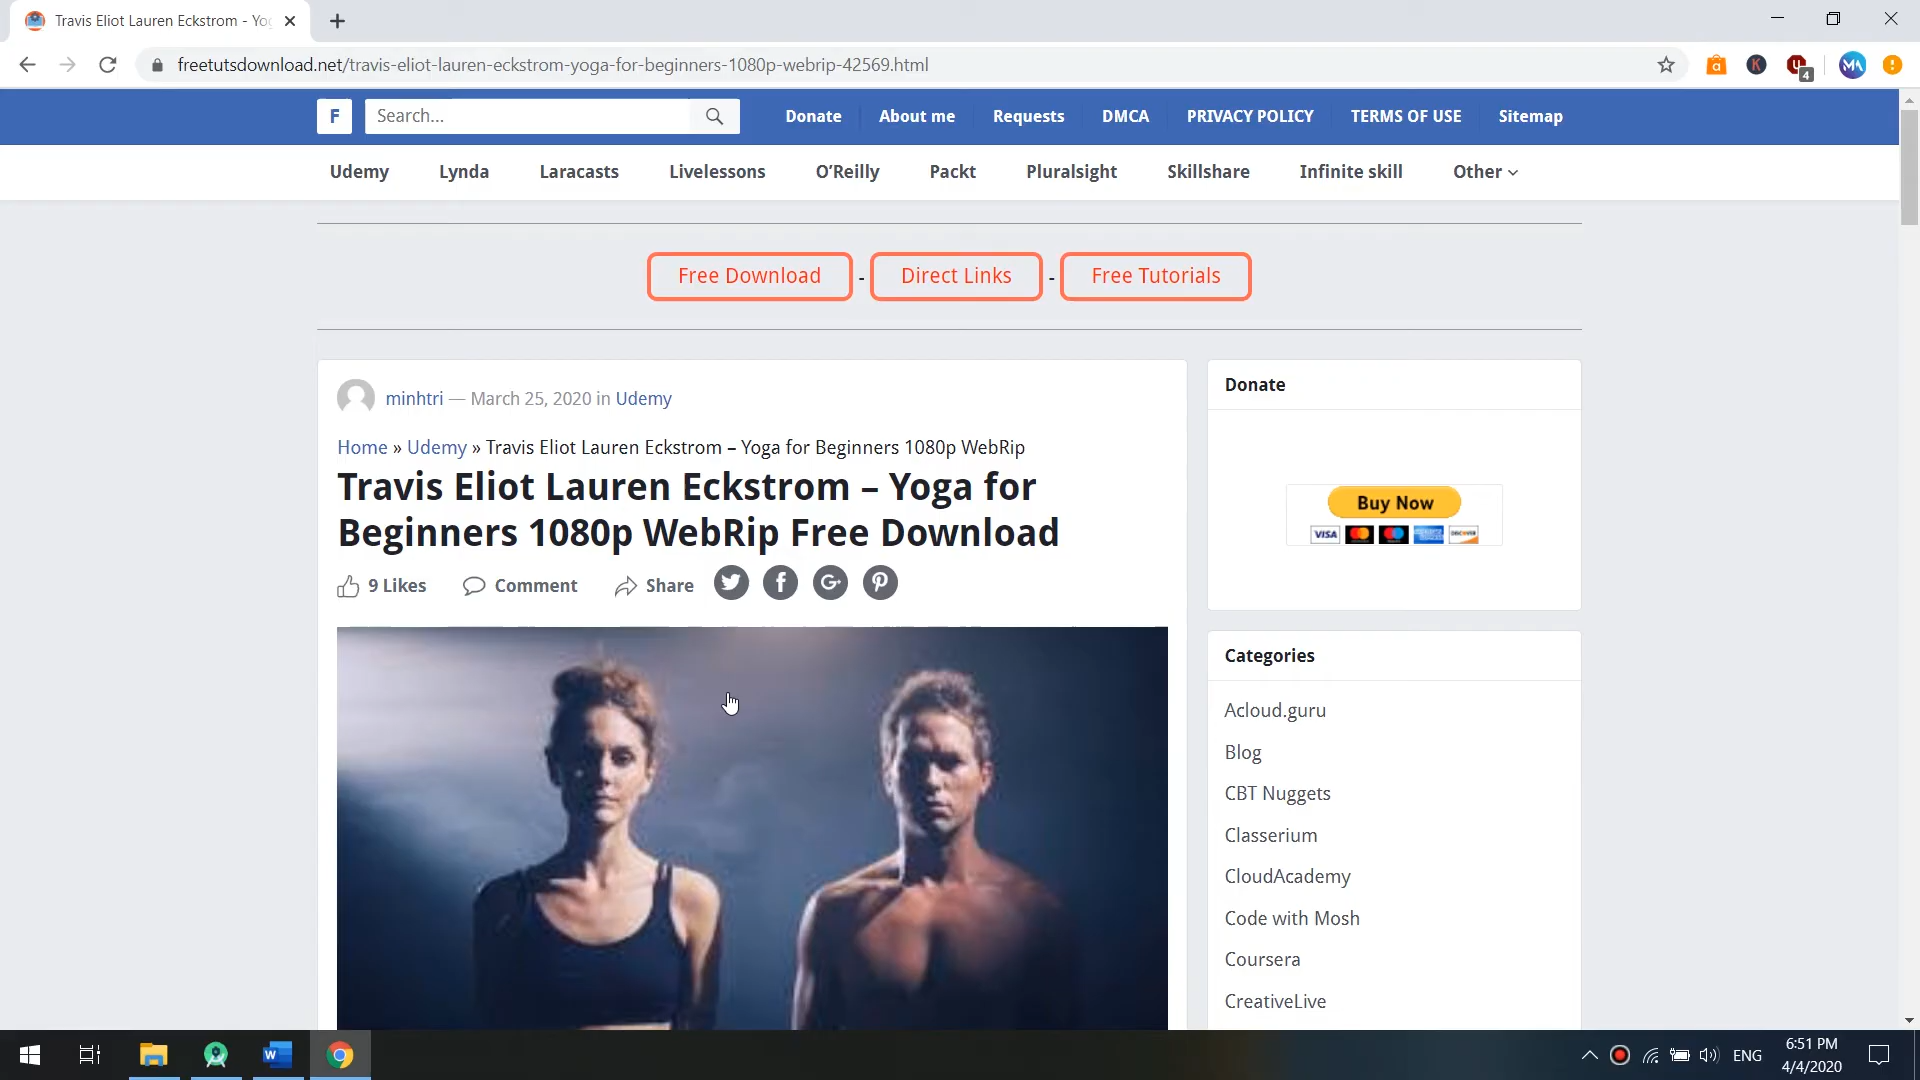 Travis Eliot Lauren Eckstrom - Yog
freetutsdownload.net/travis-eliot-lauren-eckstrom-yoga-for-beginners-1080p-webrip-42569.html
a K U 4 MA
F Search... Donate About me Requests DMCA PRIVACY POLICY TERMS OF USE Sitemap
Udemy Lynda Laracasts Livelessons O’Reilly Packt Pluralsight Skillshare Infinite skill Other
Free Download - Direct Links - Free Tutorials
minhtri — March 25, 2020 in Udemy
Home » Udemy » Travis Eliot Lauren Eckstrom – Yoga for Beginners 1080p WebRip
Travis Eliot Lauren Eckstrom – Yoga for
Beginners 1080p WebRip Free Download
9 Likes Comment Share
Donate
Buy Now
VISA DISCOVER
Categories
Acloud.guru
Blog
CBT Nuggets
Classerium
CloudAcademy
Code with Mosh
Coursera
CreativeLive
W ENG
6:51 PM
4/4/2020